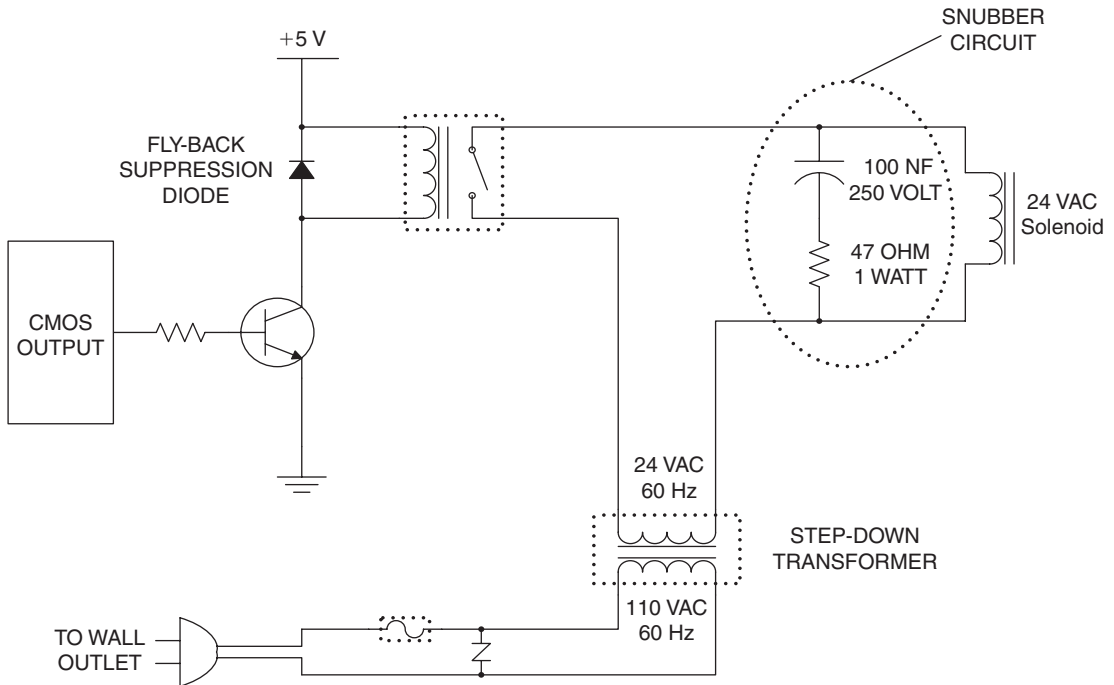 SNUBBER
CIRCUIT
+5 V
FLY-BACK
SUPPRESSION
DIODE
100 NF
250 VOLT
24 VAC
Solenoid
47 OHM
1 WATT
CMOS
OUTPUT
24 VAC
60 Hz
STEP-DOWN
TRANSFORMER
110 VAC
60 Hz
TO WALL
OUTLET